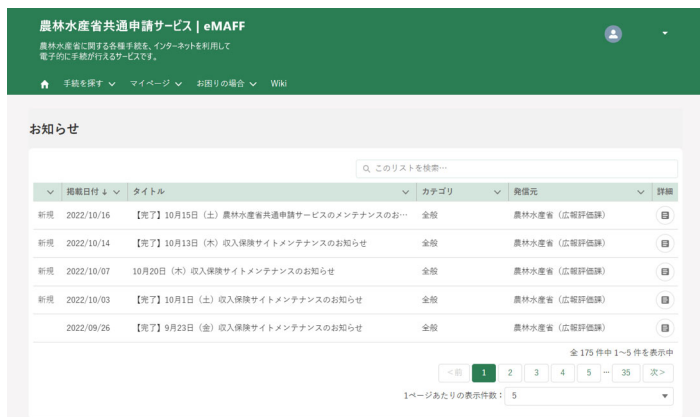 農林水産省共通申請サービス | eMAFF
農林水産省に関する各種手続を、インターネットを利用して
電子的に手続が行えるサービスです。
手続を探す マイページ お困りの場合 Wiki
お知らせ
このリストを検索…
掲載日付 ↓ タイトル カテゴリ 発信元 詳細
新規 2022/10/16 【完了】10月15日（土）農林水産省共通申請サービスのメンテナンスのお… 全般 農林水産省（広報評価課）
新規 2022/10/14 【完了】10月13日（木）収入保険サイトメンテナンスのお知らせ 全般 農林水産省（広報評価課）
新規 2022/10/07 10月20日（木）収入保険サイトメンテナンスのお知らせ 全般 農林水産省（広報評価課）
新規 2022/10/03 【完了】10月1日（土）収入保険サイトメンテナンスのお知らせ 全般 農林水産省（広報評価課）
2022/09/26 【完了】9月23日（金）収入保険サイトメンテナンスのお知らせ 全般 農林水産省（広報評価課）
全 175 件中 1～5 件を表示中
<前 1 2 3 4 5 … 35 次>
1ページあたりの表示件数： 5